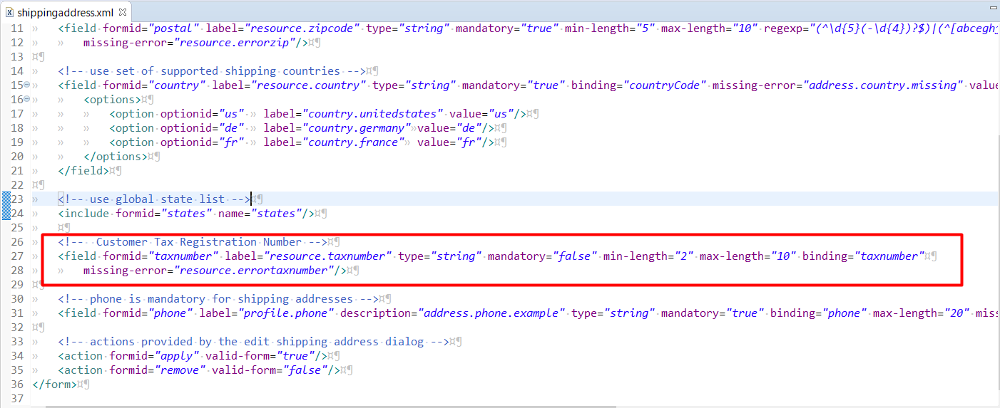 shippingaddress.xml
11 <field formid="postal" label="resource.zipcode" type="string" mandatory="true" min-length="5" max-length="10" regexp="(^\d{5}(-\d{4})?$)|(^[abceghj
12 missing-error="resource.errorzip"/>
13
14 <!-- use set of supported shipping countries -->
15 <field formid="country" label="resource.country" type="string" mandatory="true" binding="countryCode" missing-error="address.country.missing" value
16 <options>
17 <option optionid="us" label="country.unitedstates" value="us"/>
18 <option optionid="de" label="country.germany" value="de"/>
19 <option optionid="fr" label="country.france" value="fr"/>
20 </options>
21 </field>
22
23 <!-- use global state list -->
24 <include formid="states" name="states"/>
25
26 <!-- Customer Tax Registration Number -->
27 <field formid="taxnumber" label="resource.taxnumber" type="string" mandatory="false" min-length="2" max-length="10" binding="taxnumber"
28 missing-error="resource.errortaxnumber"/>
29
30 <!-- phone is mandatory for shipping addresses -->
31 <field formid="phone" label="profile.phone" description="address.phone.example" type="string" mandatory="true" binding="phone" max-length="20" miss
32
33 <!-- actions provided by the edit shipping address dialog -->
34 <action formid="apply" valid-form="true"/>
35 <action formid="remove" valid-form="false"/>
36 </form>
37